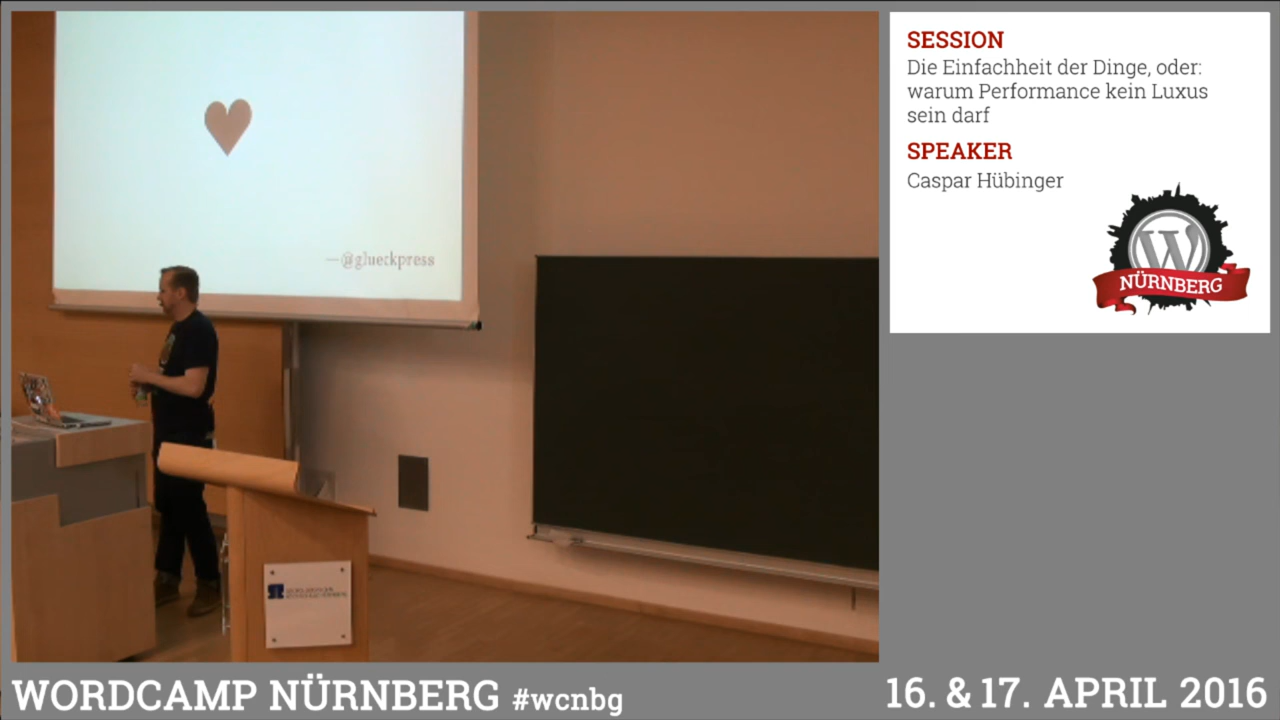 —@glueckpress
SESSION
Die Einfachheit der Dinge, oder:
warum Performance kein Luxus
sein darf
SPEAKER
Caspar Hübinger
NÜRNBERG
WORDCAMP NÜRNBERG #wcnbg
16. & 17. APRIL 2016